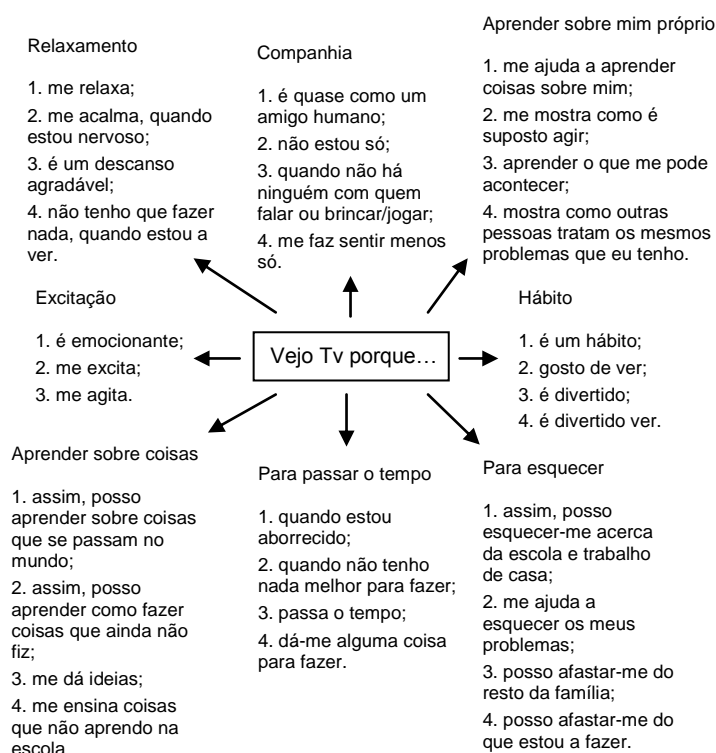 Relaxamento
1. me relaxa;
2. me acalma, quando
estou nervoso;
3. é um descanso
agradável;
4. não tenho que fazer
nada, quando estou a
ver.
Companhia
1. é quase como um
amigo humano;
2. não estou só;
3. quando não há
ninguém com quem
falar ou brincar/jogar;
4. me faz sentir menos
só.
Aprender sobre mim próprio
1. me ajuda a aprender
coisas sobre mim;
2. me mostra como é
suposto agir;
3. aprender o que me pode
acontecer;
4. mostra como outras
pessoas tratam os mesmos
problemas que eu tenho.
Excitação
1. é emocionante;
2. me excita;
3. me agita.
Vejo Tv porque…
Hábito
1. é um hábito;
2. gosto de ver;
3. é divertido;
4. é divertido ver.
Aprender sobre coisas
1. assim, posso
aprender sobre coisas
que se passam no
mundo;
2. assim, posso
aprender como fazer
coisas que ainda não
fiz;
3. me dá ideias;
4. me ensina coisas
que não aprendo na
escola
Para passar o tempo
1. quando estou
aborrecido;
2. quando não tenho
nada melhor para fazer;
3. passa o tempo;
4. dá-me alguma coisa
para fazer.
Para esquecer
1. assim, posso
esquecer-me acerca
da escola e trabalho
de casa;
2. me ajuda a
esquecer os meus
problemas;
3. posso afastar-me do
resto da família;
4. posso afastar-me do
que estou a fazer.